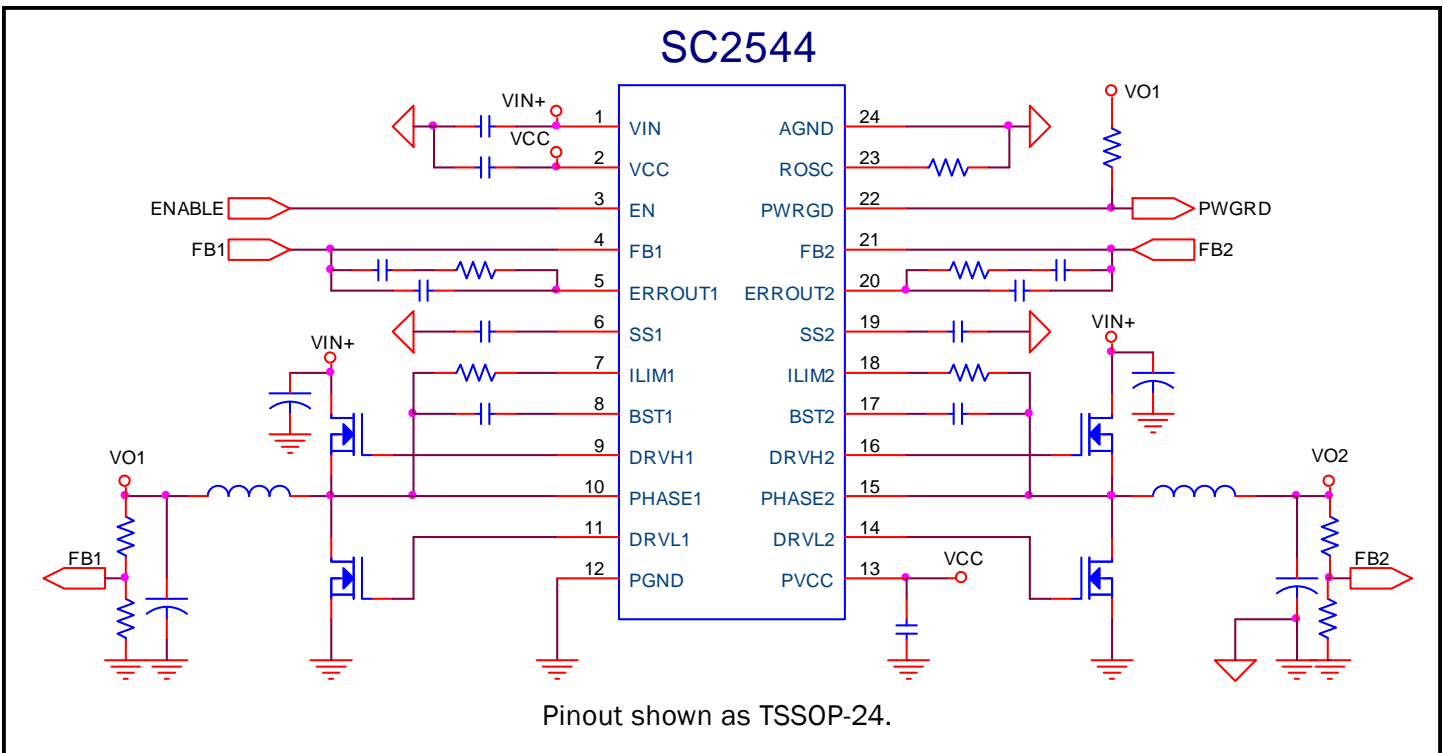 SC2544
VIN+
1
VIN
AGND
24
VO1
VCC
2
VCC
ROSC
23
ENABLE
3
EN
PWRGD
22
PWGRD
FB1
4
FB1
FB2
21
FB2
5
ERROUT1
ERROUT2
20
6
SS1
SS2
19
VIN+
VIN+
7
ILIM1
ILIM2
18
8
BST1
BST2
17
9
DRVH1
DRVH2
16
VO1
VO2
10
PHASE1
PHASE2
15
11
DRVL1
DRVL2
14
FB1
FB2
12
PGND
PVCC
13
VCC
Pinout shown as TSSOP-24.